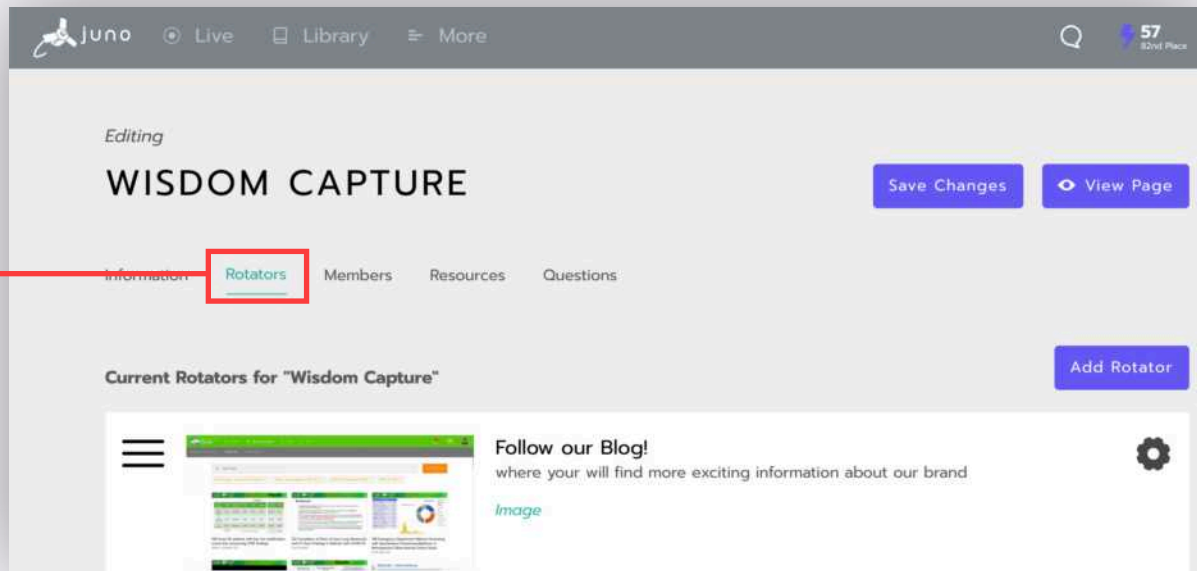 juno Live Library More
57
82nd Place
Editing
WISDOM CAPTURE
Save Changes View Page
Information Rotators Members Resources Questions
Current Rotators for "Wisdom Capture"
Add Rotator
Follow our Blog!
where your will find more exciting information about our brand
Image